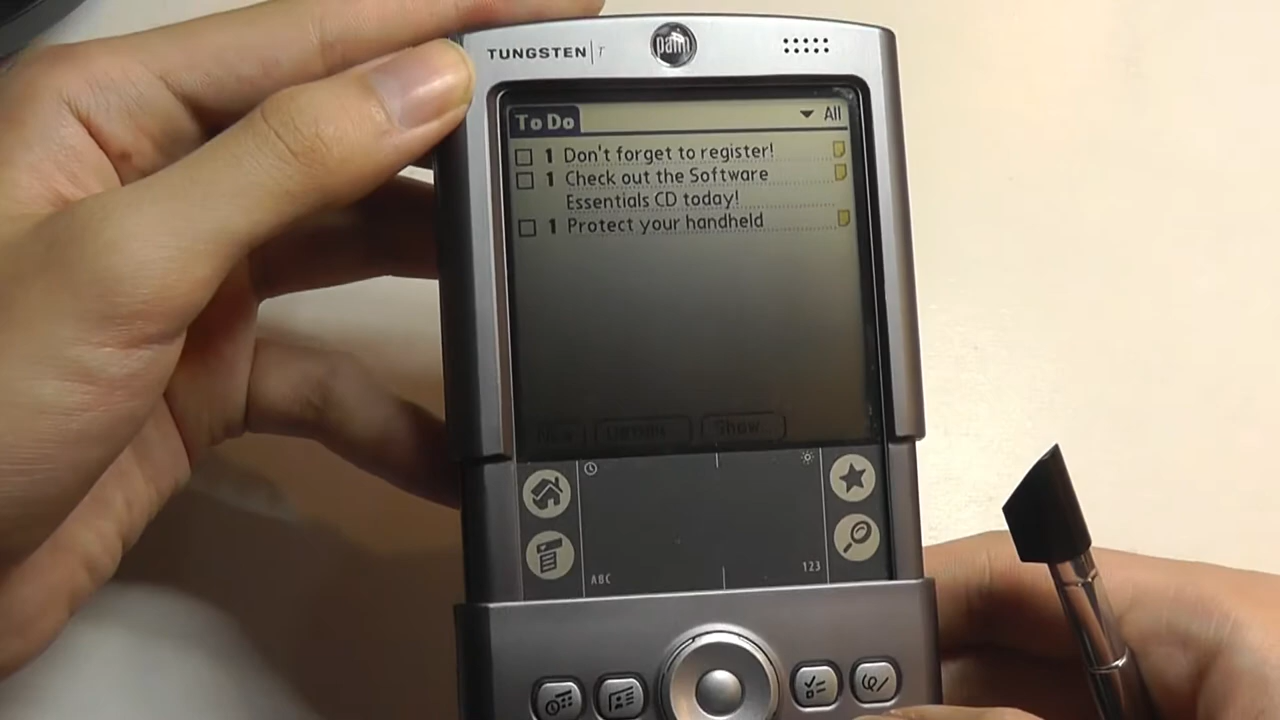 TUNGSTEN|T
palm
To Do
All
1 Don't forget to register!
1 Check out the Software
Essentials CD today!
1 Protect your handheld
New Details... Show...
ABC
123